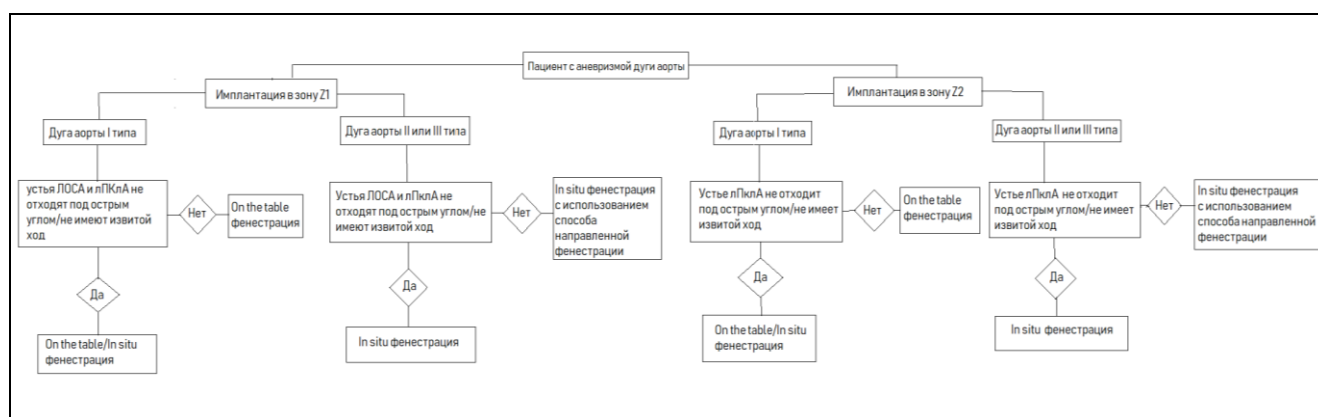 Пациент с аневризмой дуги аорты
Имплантация в зону Z1
Имплантация в зону Z2
Дуга аорты I типа
Дуга аорты II или III типа
Дуга аорты I типа
Дуга аорты II или III типа
устья ЛОСА и лПКлА не
отходят под острым
углом/не имеют извитой
ход
Нет
On the table
фенестрация
Устья ЛОСА и лПклА не
отходят под острым углом/не
имеют извитой ход
Нет
In situ фенестрация
с использованием
способа
направленной
фенестрации
Устье лПклА не отходит
под острым углом/не имеет
извитой ход
Нет
On the table
фенестрация
Устье лПклА не отходит
под острым углом/не имеет
извитой ход
Нет
In situ фенестрация
с использованием
способа направленной
фенестрации
Да
Да
Да
Да
On the table/In situ
фенестрация
In situ фенестрация
On the table/In situ
фенестрация
In situ фенестрация